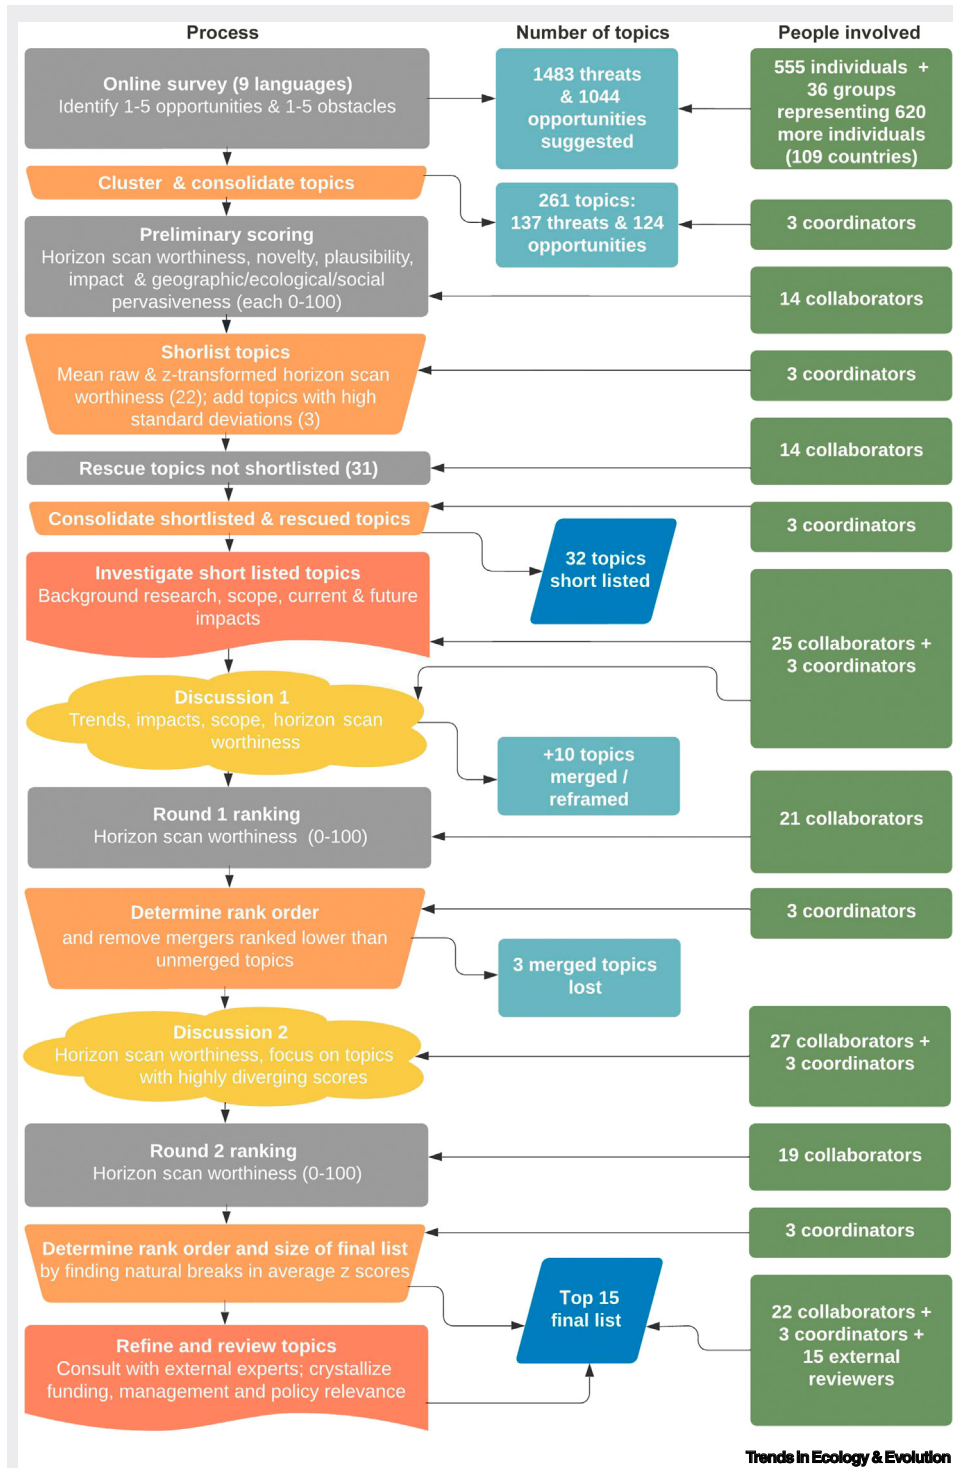 Process
Number of topics
People involved
Online survey (9 languages)
Identify 1-5 opportunities & 1-5 obstacles
1483 threats
& 1044
opportunities
suggested
555 individuals +
36 groups
representing 620
more individuals
(109 countries)
Cluster & consolidate topics
261 topics:
137 threats & 124
opportunities
3 coordinators
Preliminary scoring
Horizon scan worthiness, novelty, plausibility,
impact & geographic/ecological/social
pervasiveness (each 0-100)
14 collaborators
Shorlist topics
Mean raw & z-transformed horizon scan
worthiness (22); add topics with high
standard deviations (3)
3 coordinators
Rescue topics not shortlisted (31)
14 collaborators
Consolidate shortlisted & rescued topics
3 coordinators
32 topics
short listed
Investigate short listed topics
Background research, scope, current & future
impacts
25 collaborators +
3 coordinators
Discussion 1
Trends, impacts, scope, horizon scan
worthiness
+10 topics
merged /
reframed
Round 1 ranking
Horizon scan worthiness (0-100)
21 collaborators
Determine rank order
and remove mergers ranked lower than
unmerged topics
3 coordinators
3 merged topics
lost
Discussion 2
Horizon scan worthiness, focus on topics
with highly diverging scores
27 collaborators +
3 coordinators
Round 2 ranking
Horizon scan worthiness (0-100)
19 collaborators
Determine rank order and size of final list
by finding natural breaks in average z scores
3 coordinators
Top 15
final list
22 collaborators +
3 coordinators +
15 external
reviewers
Refine and review topics
Consult with external experts; crystallize
funding, management and policy relevance
Trends in Ecology & Evolution